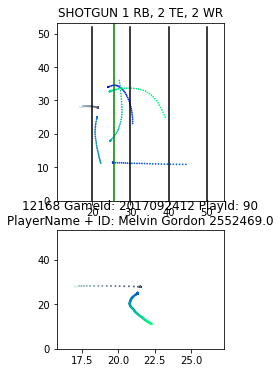 SHOTGUN 1 RB, 2 TE, 2 WR
50
40
30
20
10
0
20 30 40 50
12168 GameId: 2017092412 PlayId: 90
PlayerName + ID: Melvin Gordon 2552469.0
40
20
0
17.5 20.0 22.5 25.0